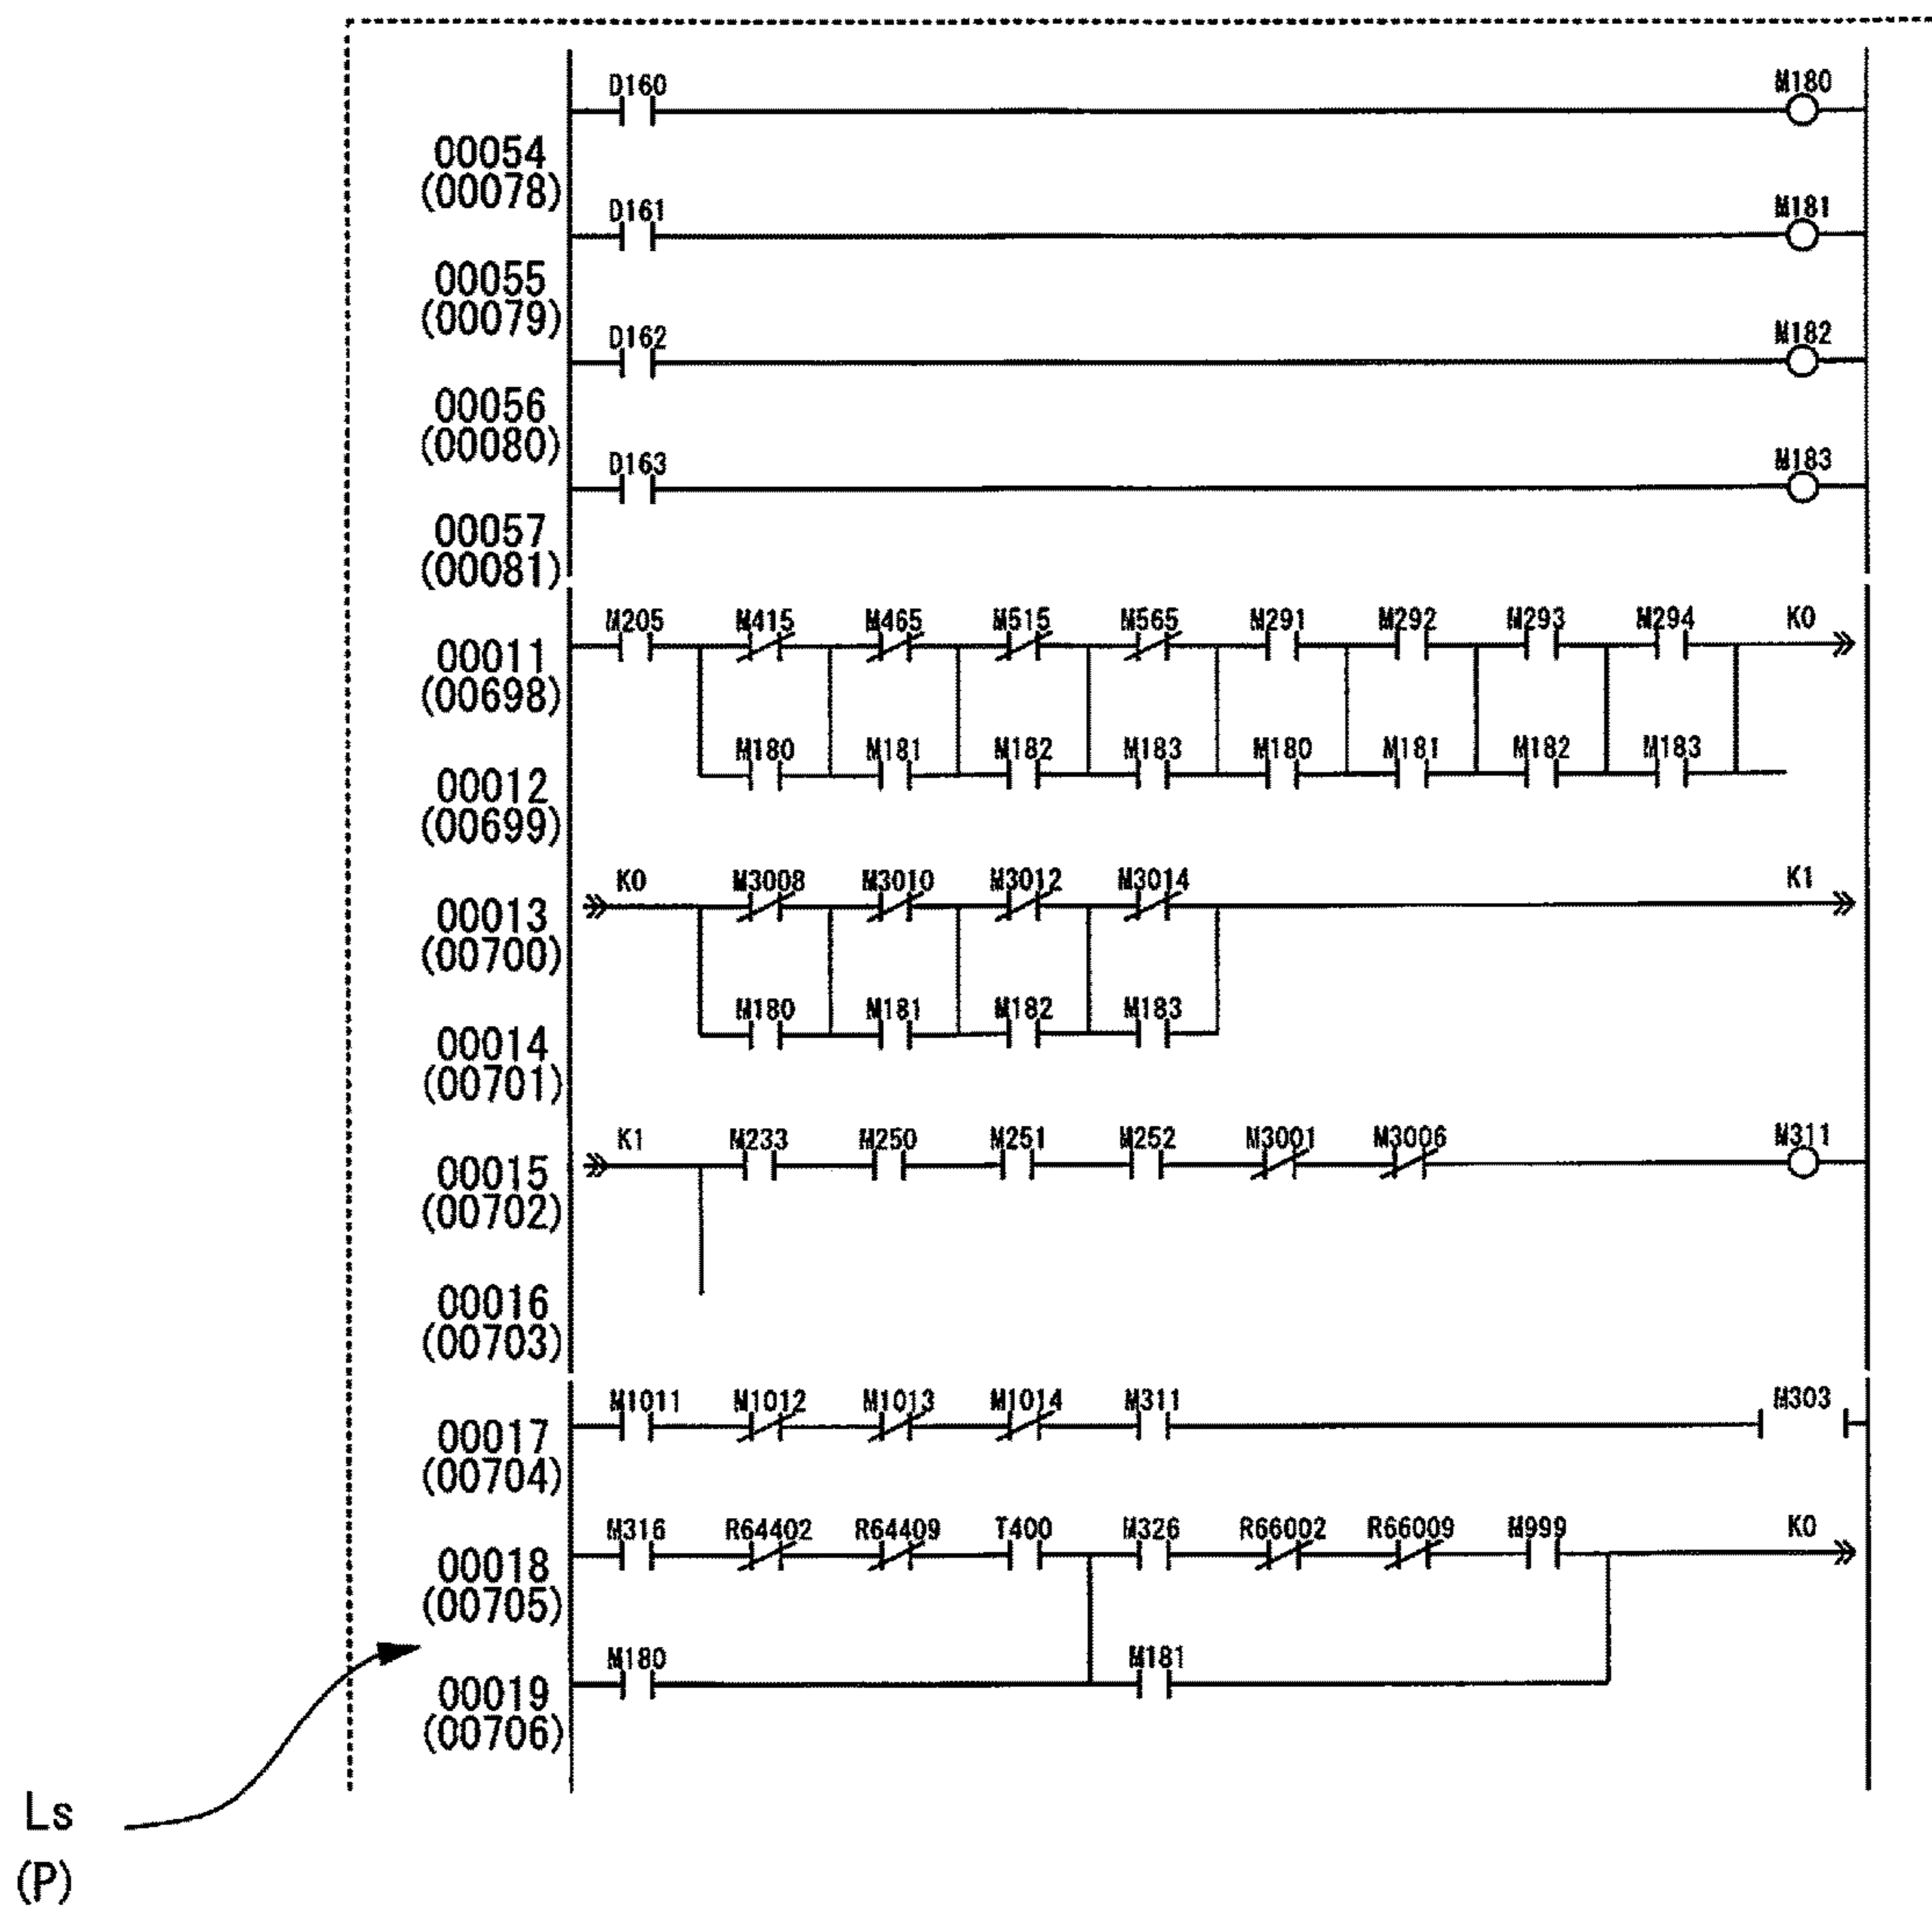 D160 M180
00054
(00078)
D161 M181
00055
(00079)
D162 M182
00056
(00080)
D163 M183
00057
(00081)
M205 M415 M465 M515 M565 M291 M292 M293 M294 K0
00011
(00698)
M180 M181 M182 M183 M180 M181 M182 M183
00012
(00699)
K0 M3008 M3010 M3012 M3014 K1
00013
(00700)
M180 M181 M182 M183
00014
(00701)
K1 M233 M250 M251 M252 M3001 M3006 M311
00015
(00702)
00016
(00703)
M1011 M1012 M1013 M1014 M311 M303
00017
(00704)
M316 R64402 R64409 T400 M326 R66002 R66009 M999 K0
00018
(00705)
M180 M181
00019
(00706)
Ls
(P)